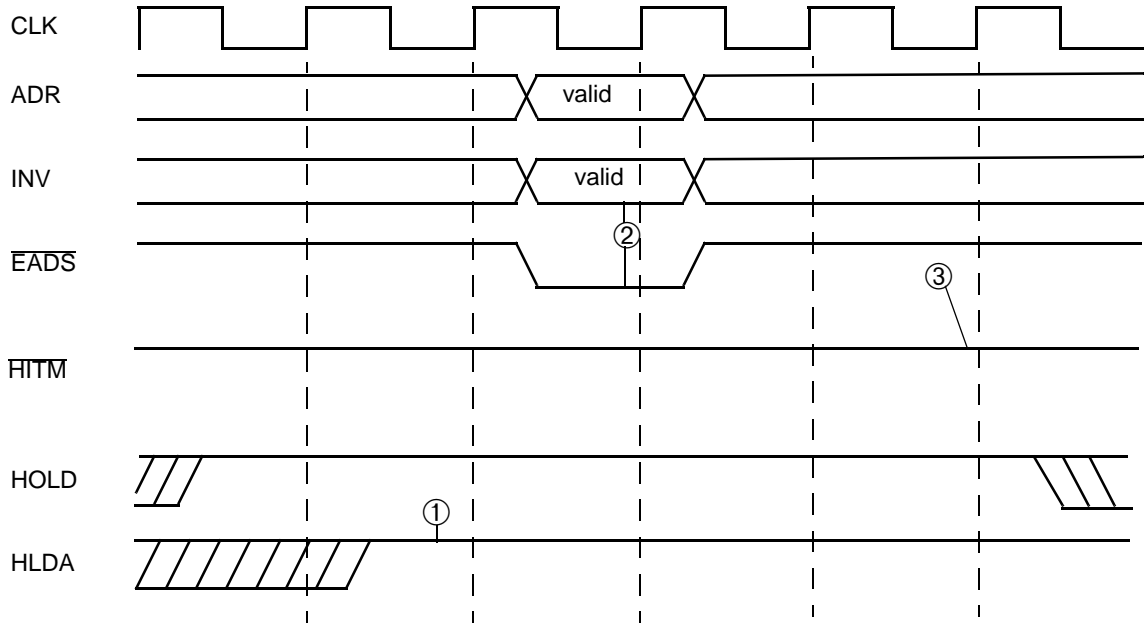 CLK
ADR
valid
INV
valid
②
EADS
③
HITM
HOLD
①
HLDA